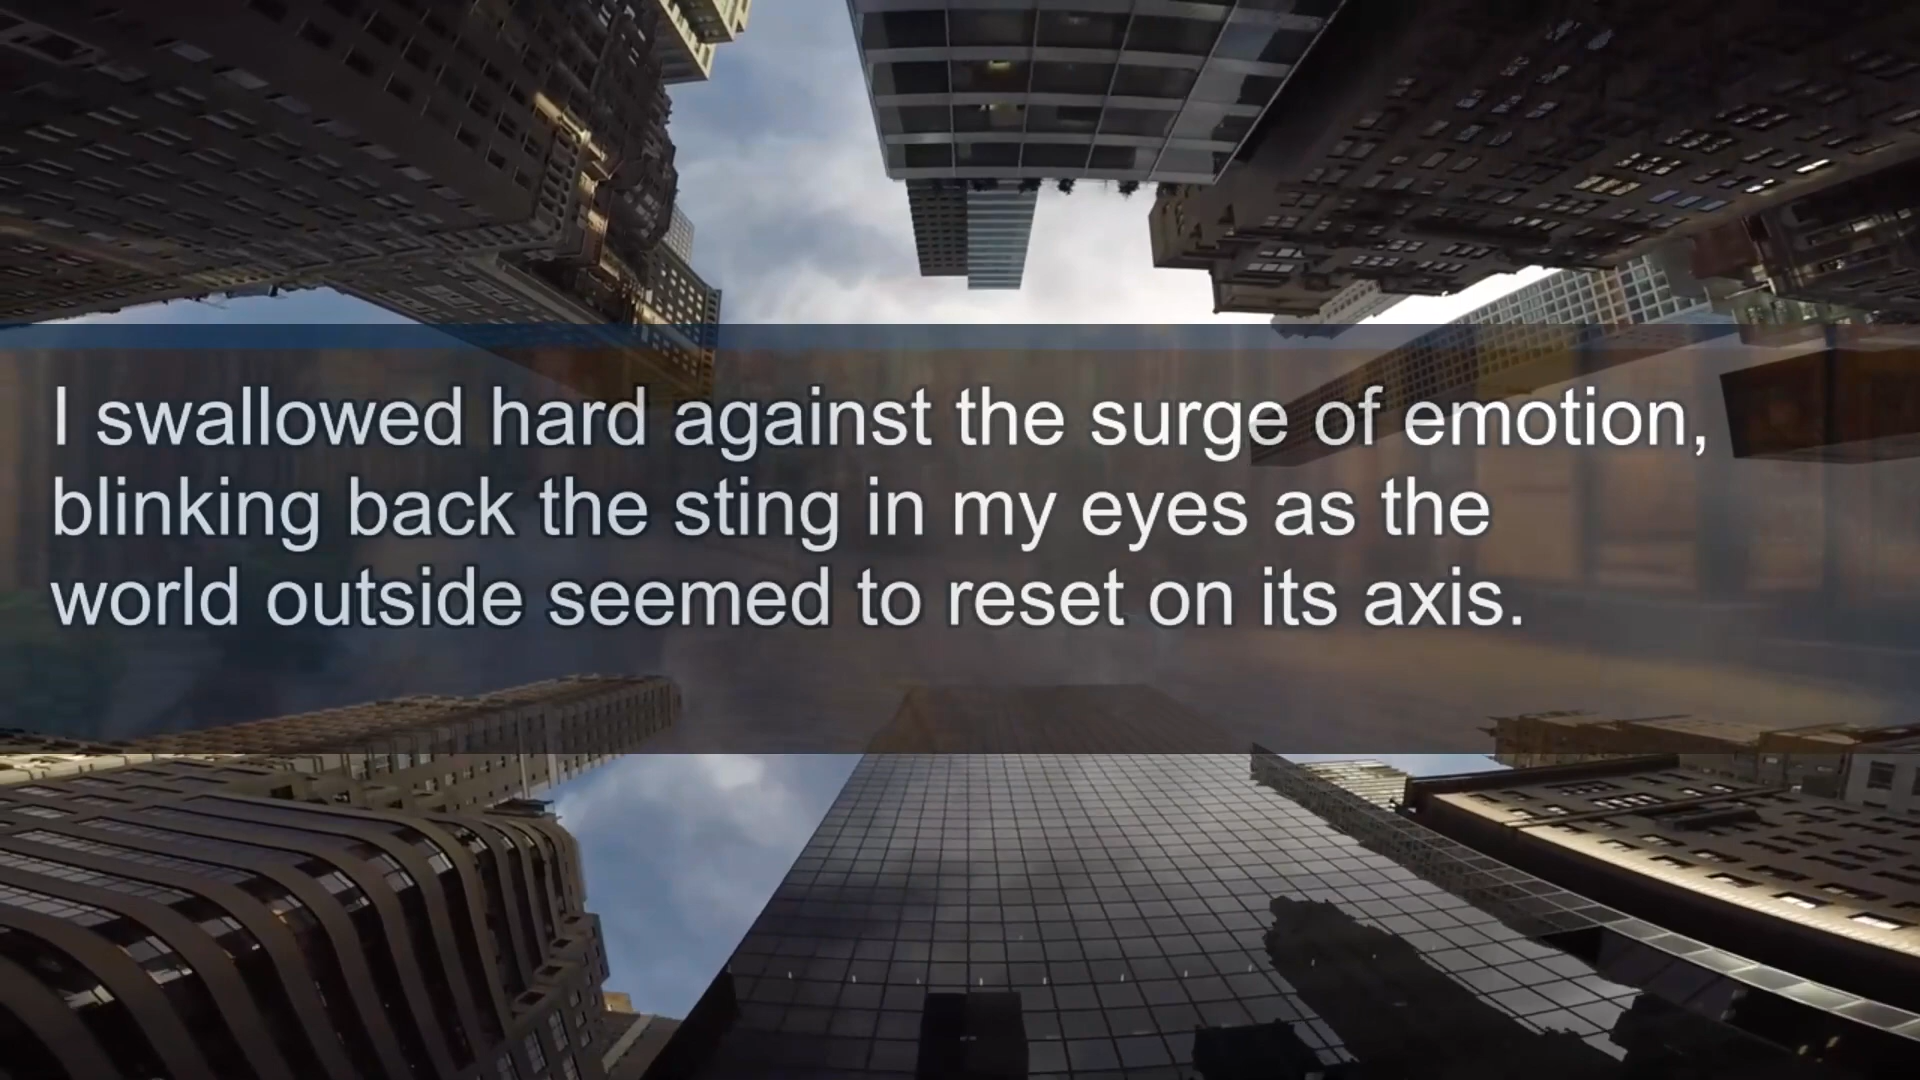 I swallowed hard against the surge of emotion,
blinking back the sting in my eyes as the
world outside seemed to reset on its axis.